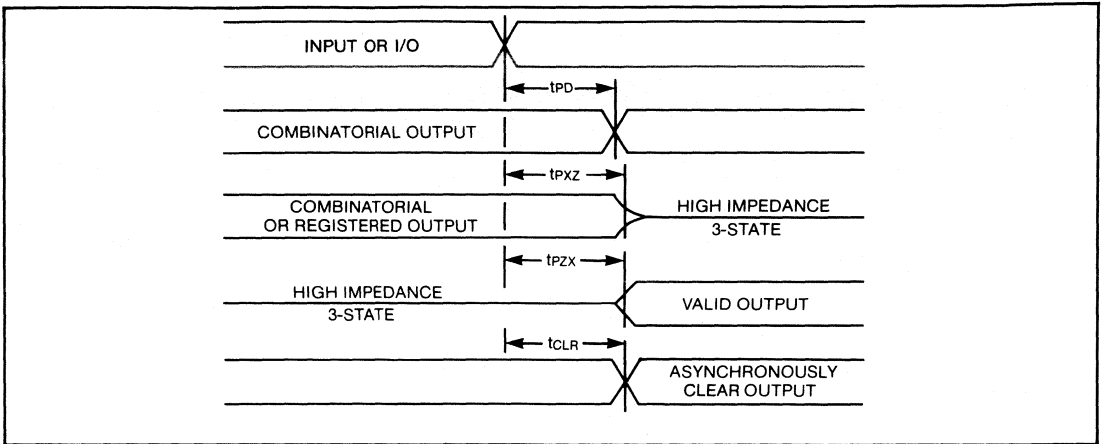 INPUT OR I/O
tPD
COMBINATORIAL OUTPUT
tPXZ
COMBINATORIAL
OR REGISTERED OUTPUT
HIGH IMPEDANCE
3-STATE
tPZX
HIGH IMPEDANCE
3-STATE
VALID OUTPUT
tCLR
ASYNCHRONOUSLY
CLEAR OUTPUT